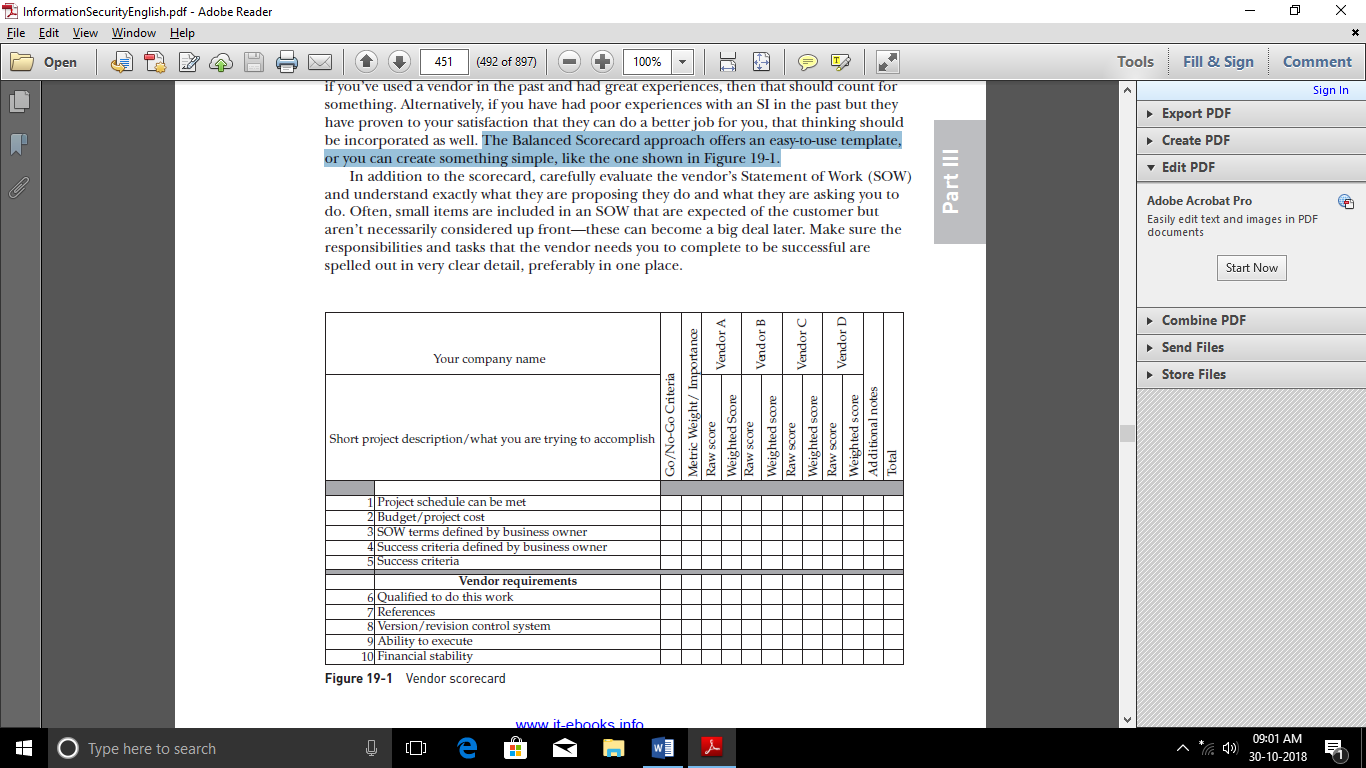 InformationSecurityEnglish.pdf - Adobe Reader
File Edit View Window Help
Open 451 (492 of 897) 100% Tools Fill & Sign Comment
Sign In
Export PDF
Create PDF
Edit PDF
Adobe Acrobat Pro
Easily edit text and images in PDF
documents
Start Now
Combine PDF
Send Files
Store Files
if you've used a vendor in the past and had great experiences, then that should count for
something. Alternatively, if you have had poor experiences with an SI in the past but they
have proven to your satisfaction that they can do a better job for you, that thinking should
be incorporated as well. The Balanced Scorecard approach offers an easy-to-use template,
or you can create something simple, like the one shown in Figure 19-1.
In addition to the scorecard, carefully evaluate the vendor's Statement of Work (SOW)
and understand exactly what they are proposing they do and what they are asking you to
do. Often, small items are included in an SOW that are expected of the customer but
aren't necessarily considered up front—these can become a big deal later. Make sure the
responsibilities and tasks that the vendor needs you to complete to be successful are
spelled out in very clear detail, preferably in one place.
Part III
Your company name
Short project description/what you are trying to accomplish
Go/No-Go Criteria
Metric Weight/ Importance
Vendor A
Raw score
Weighted Score
Vendor B
Raw score
Weighted score
Vendor C
Raw score
Weighted score
Vendor D
Raw score
Weighted score
Additional notes
Total
1 Project schedule can be met
2 Budget/project cost
3 SOW terms defined by business owner
4 Success criteria defined by business owner
5 Success criteria
Vendor requirements
6 Qualified to do this work
7 References
8 Version/revision control system
9 Ability to execute
10 Financial stability
Figure 19-1 Vendor scorecard
www.it-ebooks.info
Type here to search
09:01 AM
30-10-2018
1